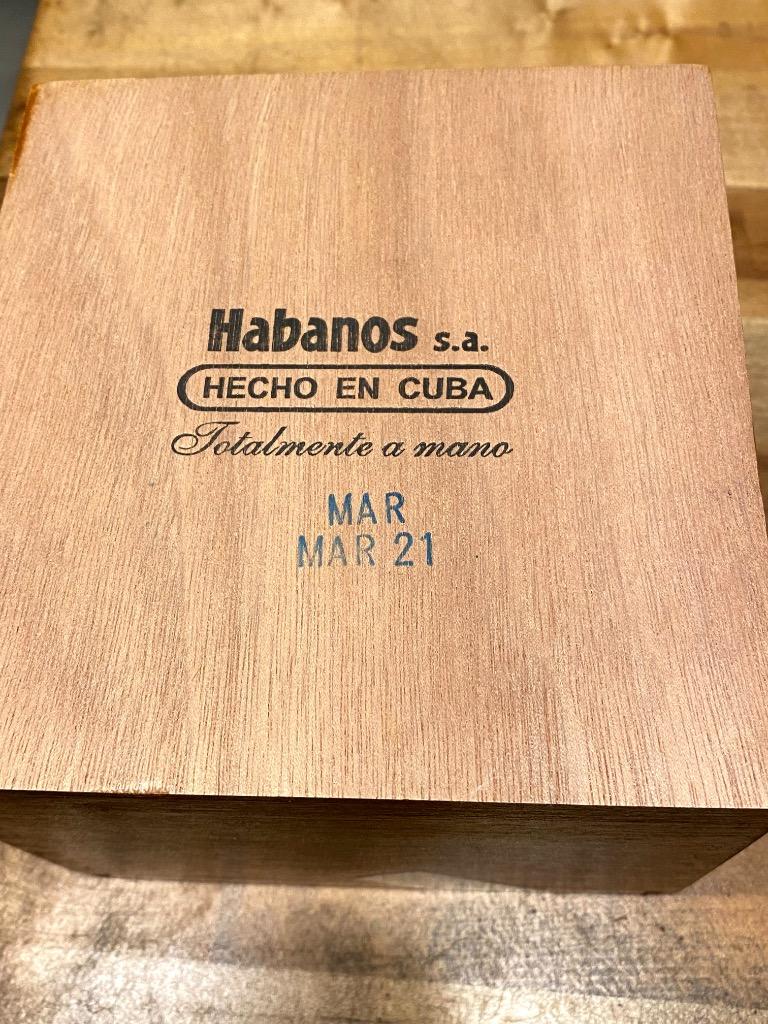 Habanos s.a.
HECHO EN CUBA
Totalmente a mano
MAR
MAR 21